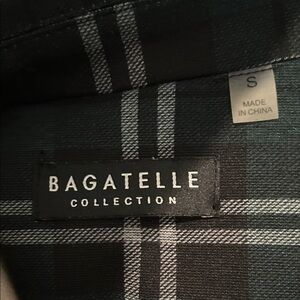 S
MADE
IN CHINA
BAGATELLE
COLLECTION